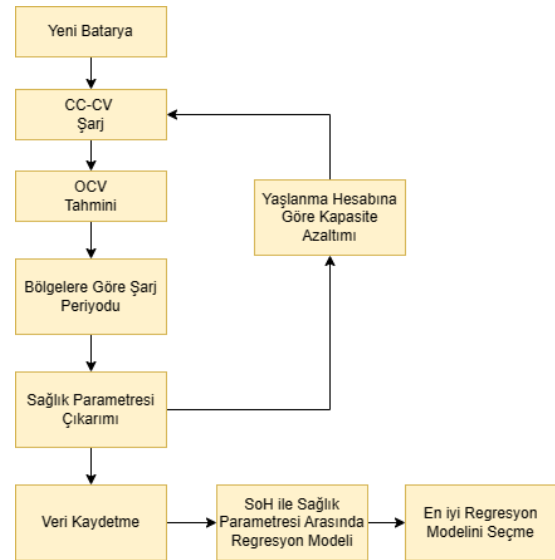 Yeni Batarya
CC-CV
Şarj
OCV
Tahmini
Yaşlanma Hesabına
Göre Kapasite
Azaltımı
Bölgelere Göre Şarj
Periyodu
Sağlık Parametresi
Çıkarımı
Veri Kaydetme
SoH ile Sağlık
Parametresi Arasında
Regresyon Modeli
En iyi Regresyon
Modelini Seçme